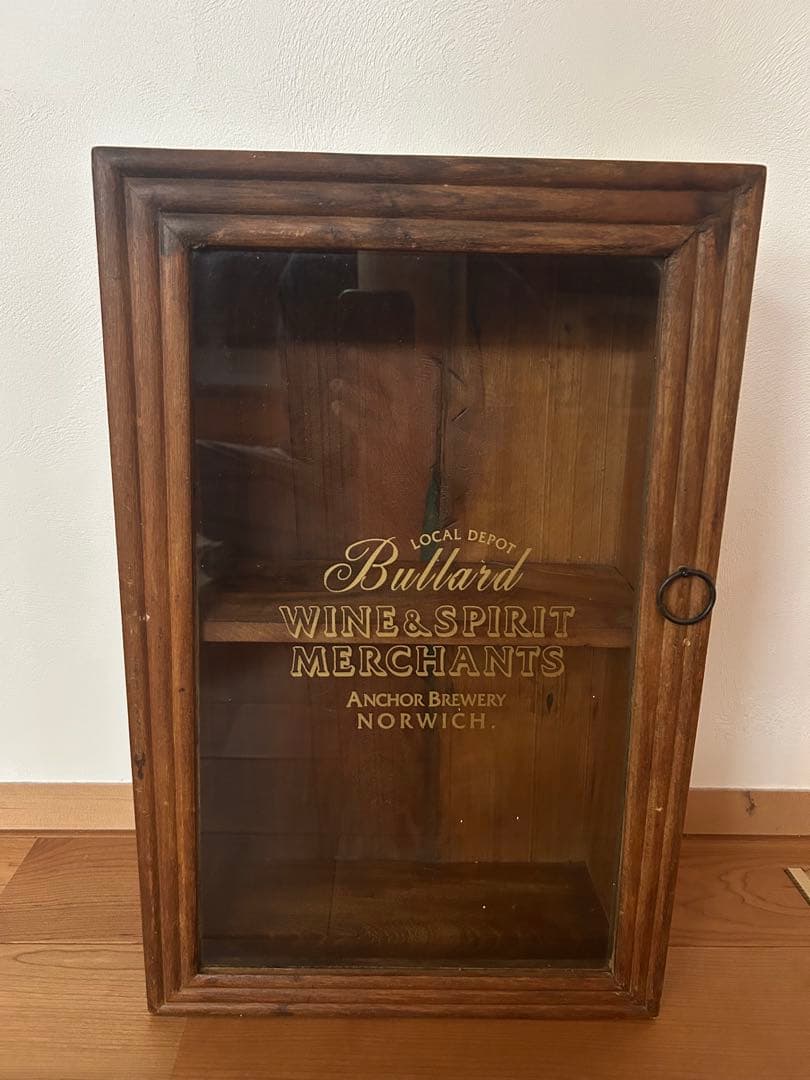 LOCAL DEPOT
Bullard
WINE & SPIRIT
MERCHANTS
ANCHOR BREWERY
NORWICH.